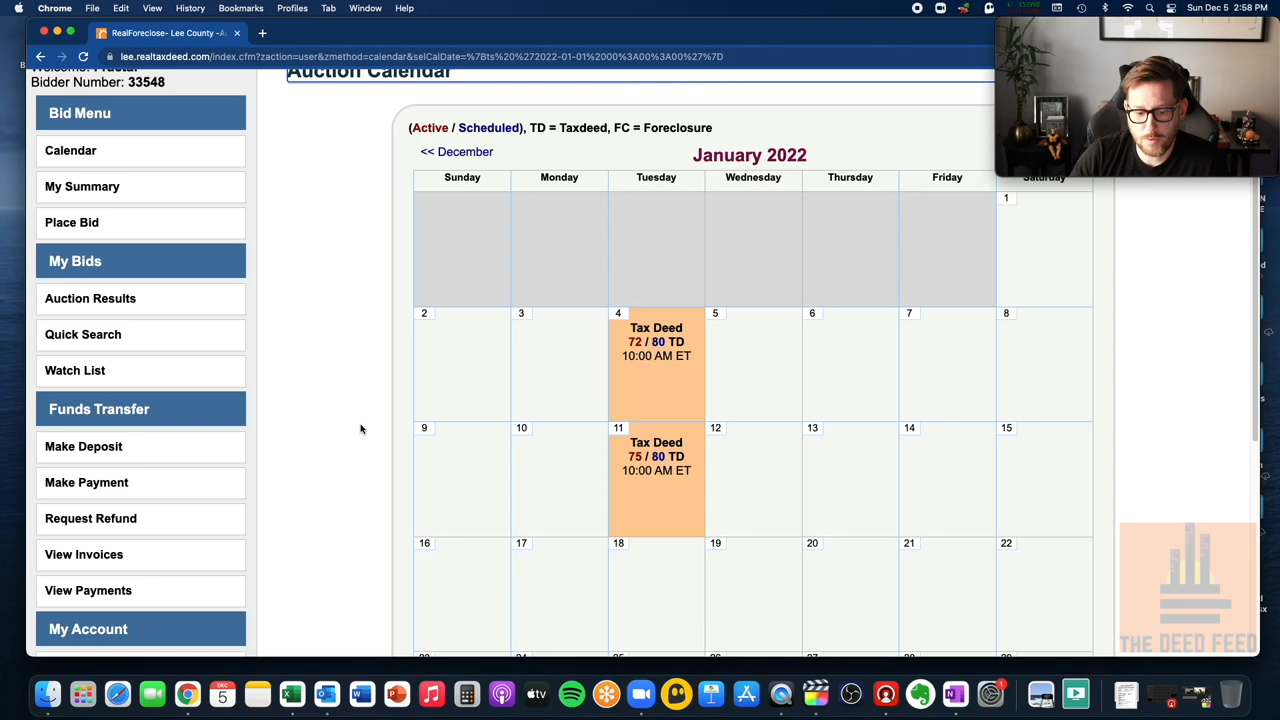 Chrome File Edit View History Bookmarks Profiles Tab Window Help
Sun Dec 5 2:58 PM
RealForeclose- Lee County -
lee.realtaxdeed.com/index.cfm?zaction=user&zmethod=calendar&selCalDate=%7Bts%20%272022-01-01%2000%3A00%3A00%27%7D
Bidder Number: 33548
Auction Calendar
Bid Menu
Calendar
My Summary
Place Bid
My Bids
Auction Results
Quick Search
Watch List
Funds Transfer
Make Deposit
Make Payment
Request Refund
View Invoices
View Payments
My Account
(Active / Scheduled), TD = Taxdeed, FC = Foreclosure
<< December
January 2022
Sunday Monday Tuesday Wednesday Thursday Friday Saturday
1
2 3 4 5 6 7 8
Tax Deed
72 / 80 TD
10:00 AM ET
9 10 11 12 13 14 15
Tax Deed
75 / 80 TD
10:00 AM ET
16 17 18 19 20 21 22
THE DEED FEED
DEC
5
1